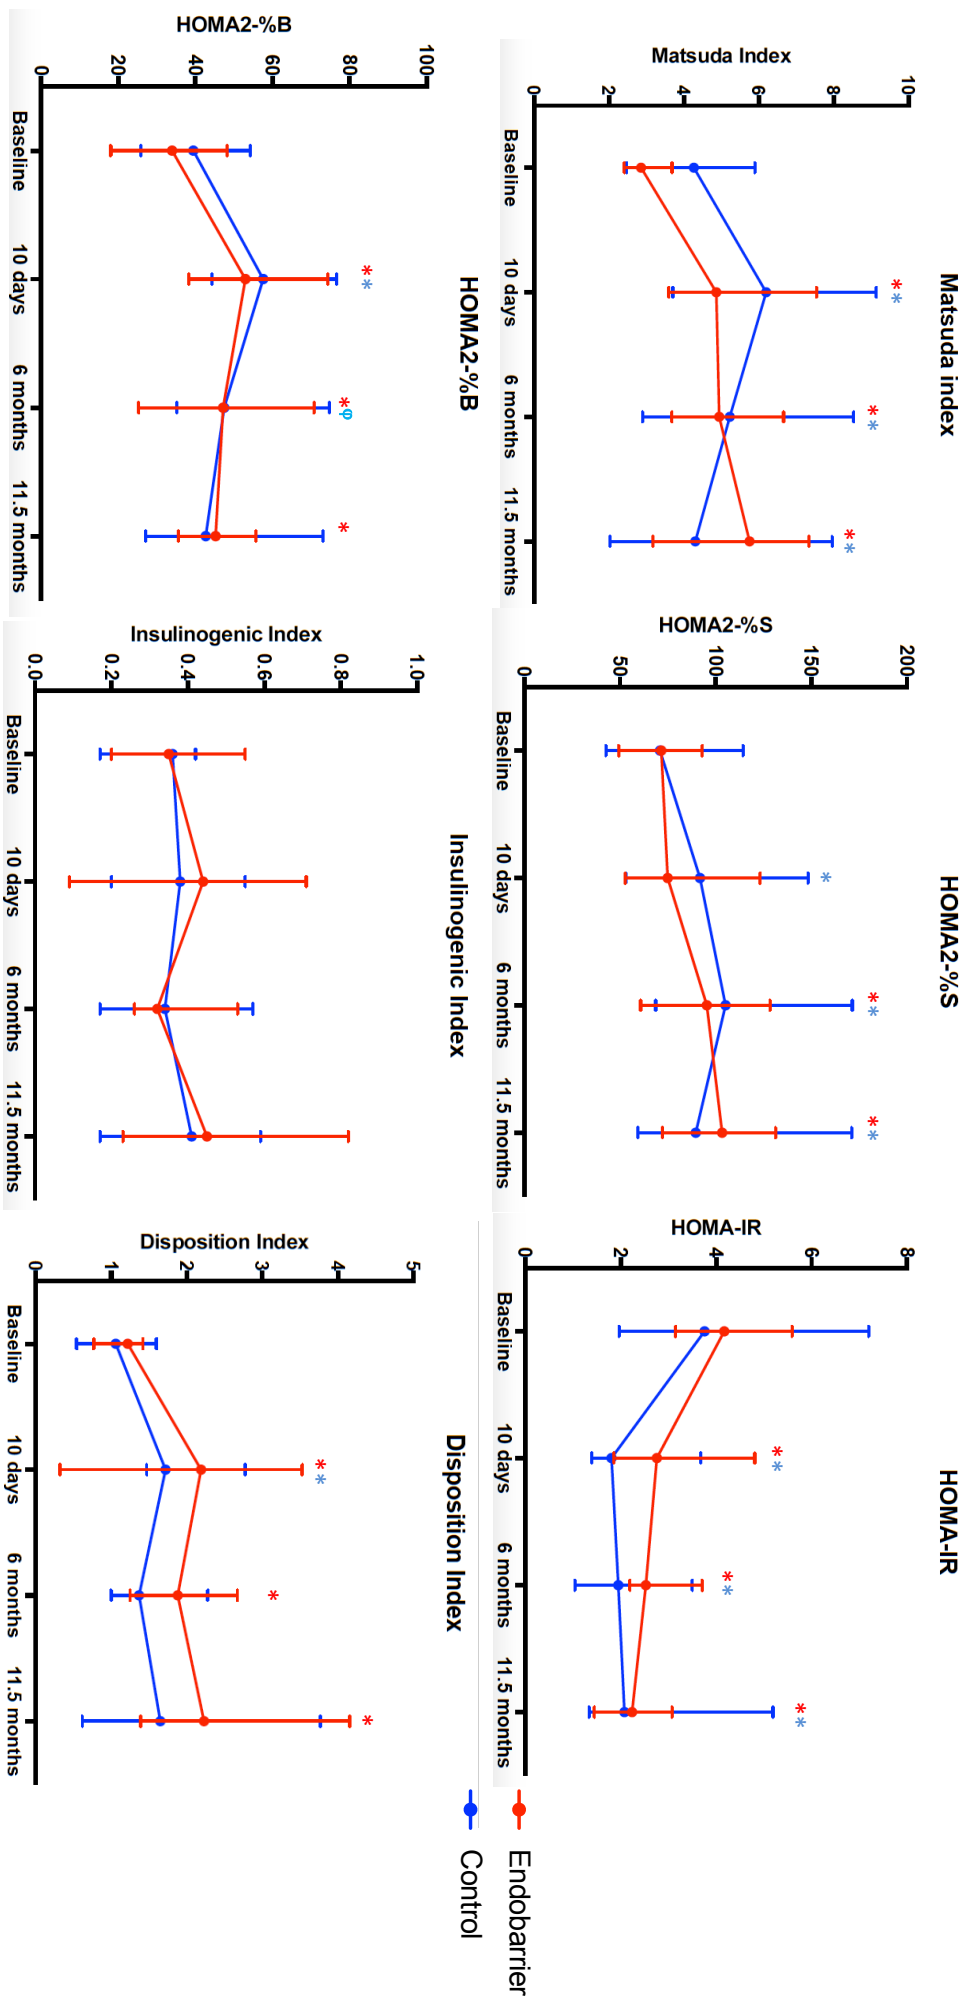 Matsuda index
Matsuda Index
10
8
6
4
2
0
* *
* *
* *
Baseline
10 days
6 months
11.5 months
HOMA2-%S
HOMA2-%S
200
150
100
50
0
*
* *
* *
Baseline
10 days
6 months
11.5 months
HOMA-IR
HOMA-IR
8
6
4
2
0
* *
* *
* *
Baseline
10 days
6 months
11.5 months
Endobarrier
Control
HOMA2-%B
HOMA2-%B
100
80
60
40
20
0
* *
*φ
*
Baseline
10 days
6 months
11.5 months
Insulinogenic Index
Insulinogenic Index
1.0
0.8
0.6
0.4
0.2
0.0
Baseline
10 days
6 months
11.5 months
Disposition Index
Disposition Index
5
4
3
2
1
0
* *
*
*
Baseline
10 days
6 months
11.5 months